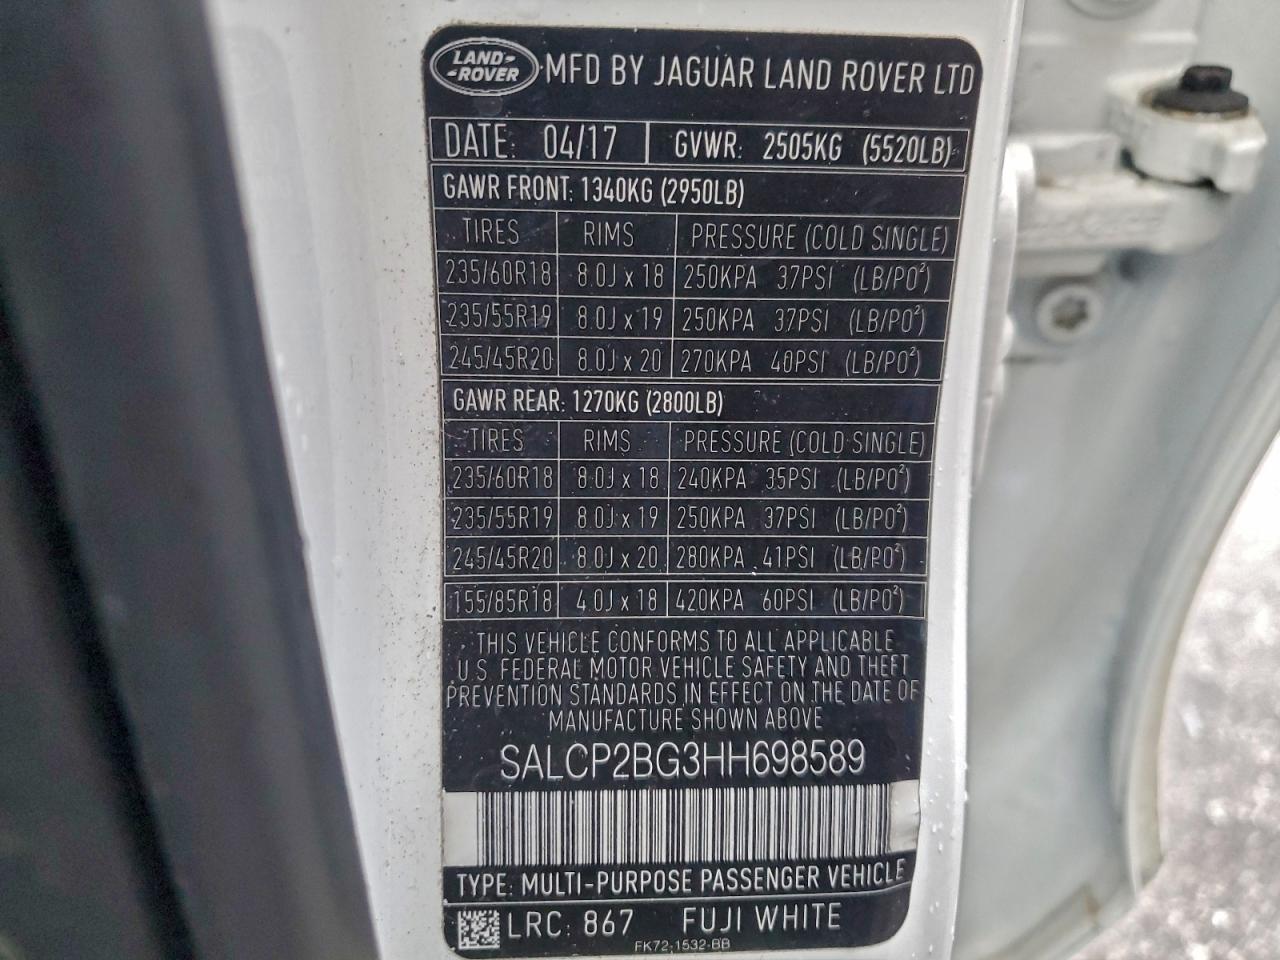 LAND-
-ROVER
MFD BY JAGUAR LAND ROVER LTD
DATE: 04/17 GVWR: 2505KG (5520LB)
GAWR FRONT: 1340KG (2950LB)
TIRES RIMS PRESSURE (COLD SINGLE)
235/60R18 8.0J x 18 250KPA 37PSI (LB/PO²)
235/55R19 8.0J x 19 250KPA 37PSI (LB/PO²)
245/45R20 8.0J x 20 270KPA 40PSI (LB/PO²)
GAWR REAR: 1270KG (2800LB)
TIRES RIMS PRESSURE (COLD SINGLE)
235/60R18 8.0J x 18 240KPA 35PSI (LB/PO²)
235/55R19 8.0J x 19 250KPA 37PSI (LB/PO²)
245/45R20 8.0J x 20 280KPA 41PSI (LB/PO²)
155/85R18 4.0J x 18 420KPA 60PSI (LB/PO²)
THIS VEHICLE CONFORMS TO ALL APPLICABLE
U.S. FEDERAL MOTOR VEHICLE SAFETY AND THEFT
PREVENTION STANDARDS IN EFFECT ON THE DATE OF
MANUFACTURE SHOWN ABOVE
SALCP2BG3HH698589
TYPE: MULTI-PURPOSE PASSENGER VEHICLE
LRC: 867 FUJI WHITE
FK72-1532-BB